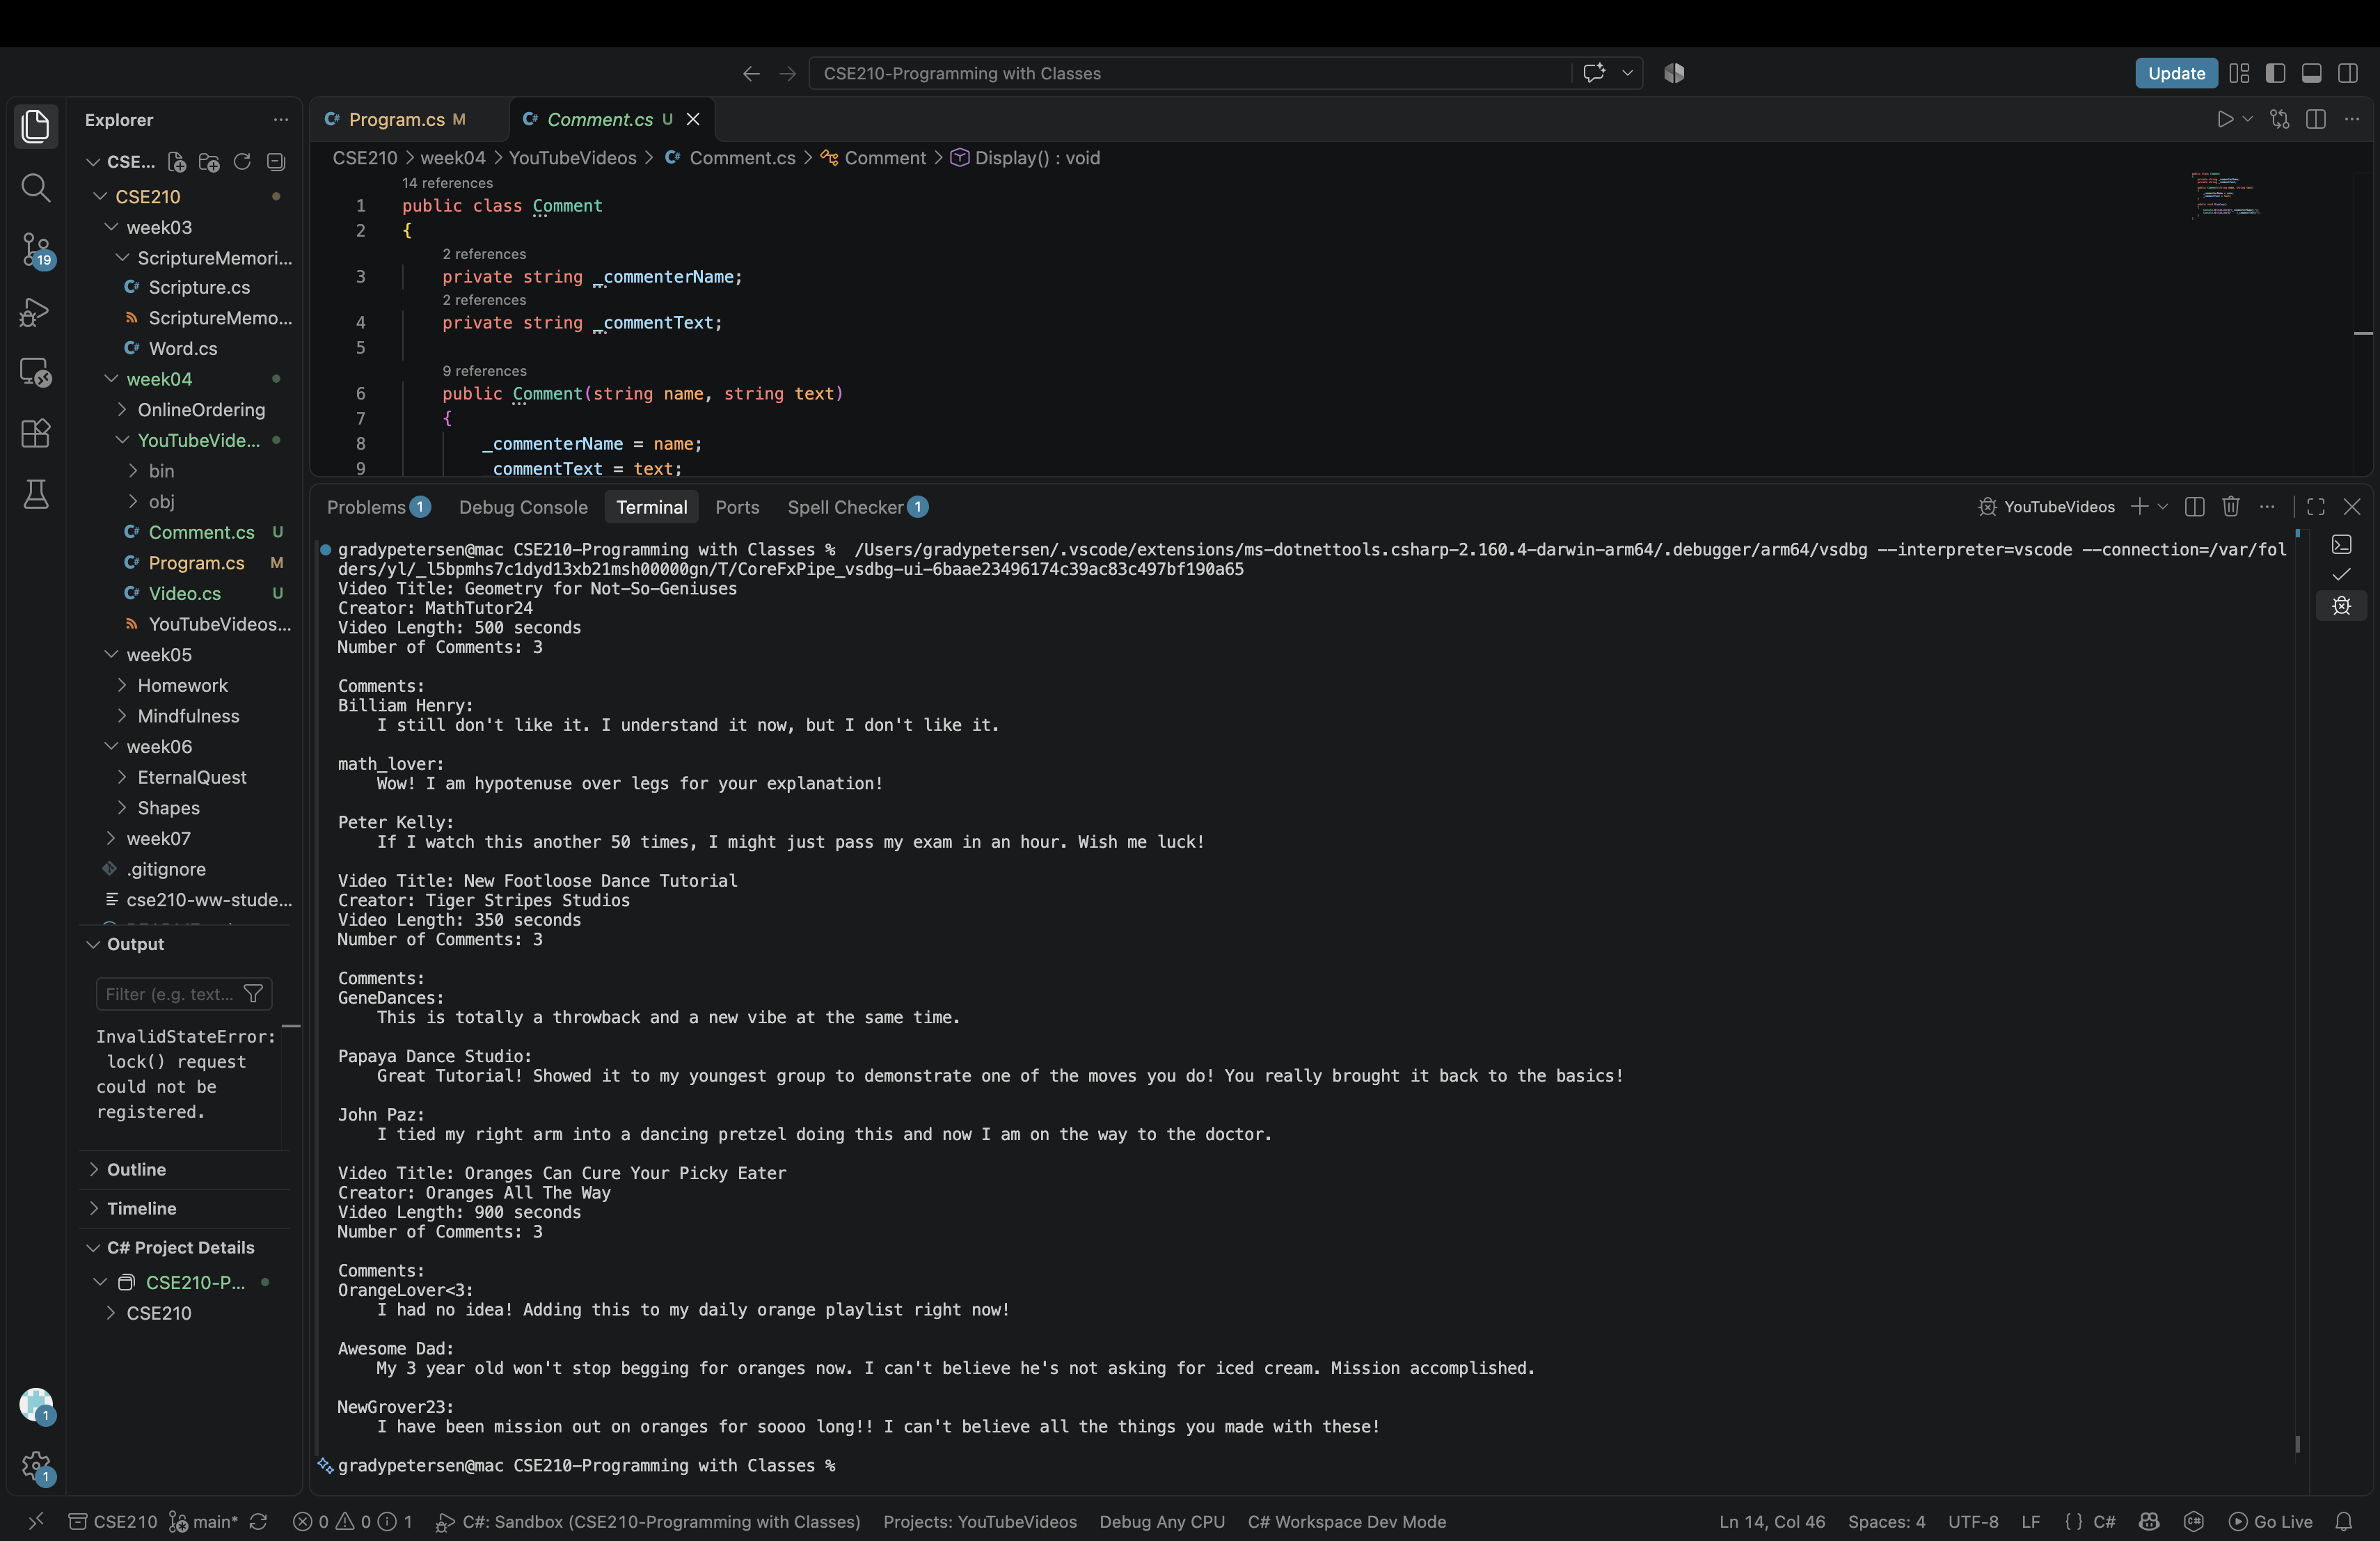 CSE210-Programming with Classes
Update
Explorer
CSE...
CSE210
week03
ScriptureMemori...
Scripture.cs
ScriptureMemo...
Word.cs
week04
OnlineOrdering
YouTubeVide...
bin
obj
Comment.cs U
Program.cs M
Video.cs U
YouTubeVideos...
week05
Homework
Mindfulness
week06
EternalQuest
Shapes
week07
.gitignore
cse210-ww-stude...
Output
Filter (e.g. text...
InvalidStateError:
lock() request
could not be
registered.
Outline
Timeline
C# Project Details
CSE210-P...
CSE210
19
1
1
Program.cs M
Comment.cs U
CSE210 > week04 > YouTubeVideos > Comment.cs > Comment > Display() : void
14 references
1 public class Comment
2 {
2 references
3 private string _commenterName;
2 references
4 private string _commentText;
5
9 references
6 public Comment(string name, string text)
7 {
8 _commenterName = name;
9 commentText = text;
Problems 1 Debug Console Terminal Ports Spell Checker 1
YouTubeVideos
gradypetersen@mac CSE210-Programming with Classes % /Users/gradypetersen/.vscode/extensions/ms-dotnettools.csharp-2.160.4-darwin-arm64/.debugger/arm64/vsdbg --interpreter=vscode --connection=/var/fol
ders/yl/_l5bpmhs7c1dyd13xb21msh00000gn/T/CoreFxPipe_vsdbg-ui-6baae23496174c39ac83c497bf190a65
Video Title: Geometry for Not-So-Geniuses
Creator: MathTutor24
Video Length: 500 seconds
Number of Comments: 3
Comments:
Billiam Henry:
I still don't like it. I understand it now, but I don't like it.
math_lover:
Wow! I am hypotenuse over legs for your explanation!
Peter Kelly:
If I watch this another 50 times, I might just pass my exam in an hour. Wish me luck!
Video Title: New Footloose Dance Tutorial
Creator: Tiger Stripes Studios
Video Length: 350 seconds
Number of Comments: 3
Comments:
GeneDances:
This is totally a throwback and a new vibe at the same time.
Papaya Dance Studio:
Great Tutorial! Showed it to my youngest group to demonstrate one of the moves you do! You really brought it back to the basics!
John Paz:
I tied my right arm into a dancing pretzel doing this and now I am on the way to the doctor.
Video Title: Oranges Can Cure Your Picky Eater
Creator: Oranges All The Way
Video Length: 900 seconds
Number of Comments: 3
Comments:
OrangeLover<3:
I had no idea! Adding this to my daily orange playlist right now!
Awesome Dad:
My 3 year old won't stop begging for oranges now. I can't believe he's not asking for iced cream. Mission accomplished.
NewGrover23:
I have been mission out on oranges for soooo long!! I can't believe all the things you made with these!
gradypetersen@mac CSE210-Programming with Classes %
CSE210 main* 0 0 1 C#: Sandbox (CSE210-Programming with Classes) Projects: YouTubeVideos Debug Any CPU C# Workspace Dev Mode Ln 14, Col 46 Spaces: 4 UTF-8 LF { } C# Go Live